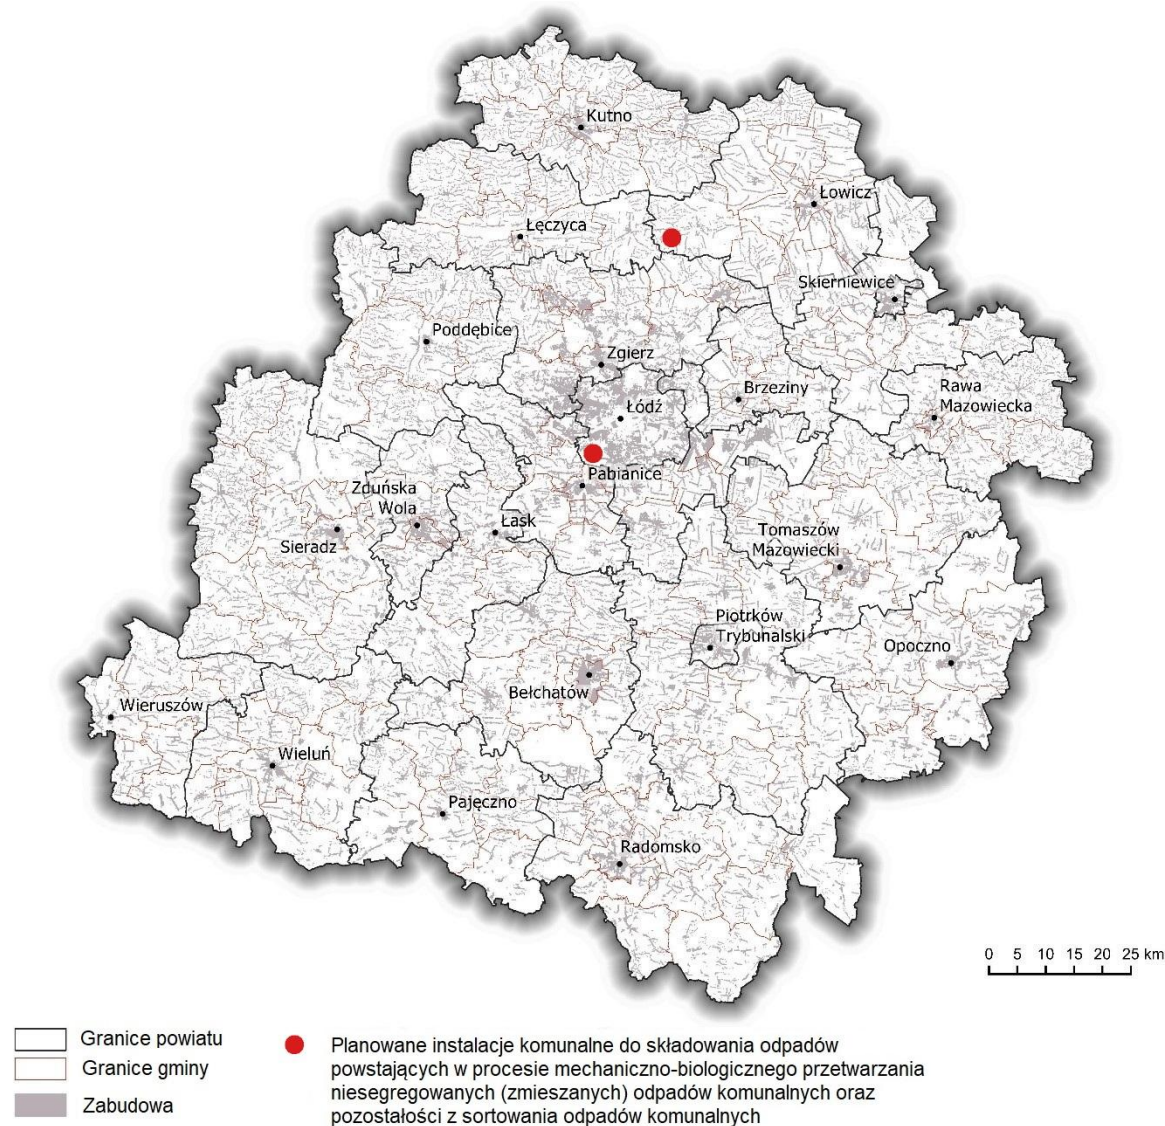 Kutno
Łowicz
Łęczyca
Skierniewice
Poddębice
Zgierz
Brzeziny
Rawa
Mazowiecka
Łódź
Pabianice
Zduńska
Wola
Łask
Sieradz
Tomaszów
Mazowiecki
Piotrków
Trybunalski
Opoczno
Bełchatów
Wieruszów
Wieluń
Pajęczno
Radomsko
0 5 10 15 20 25 km
Granice powiatu
Granice gminy
Zabudowa
Planowane instalacje komunalne do składowania odpadów
powstających w procesie mechaniczno-biologicznego przetwarzania
niesegregowanych (zmieszanych) odpadów komunalnych oraz
pozostałości z sortowania odpadów komunalnych